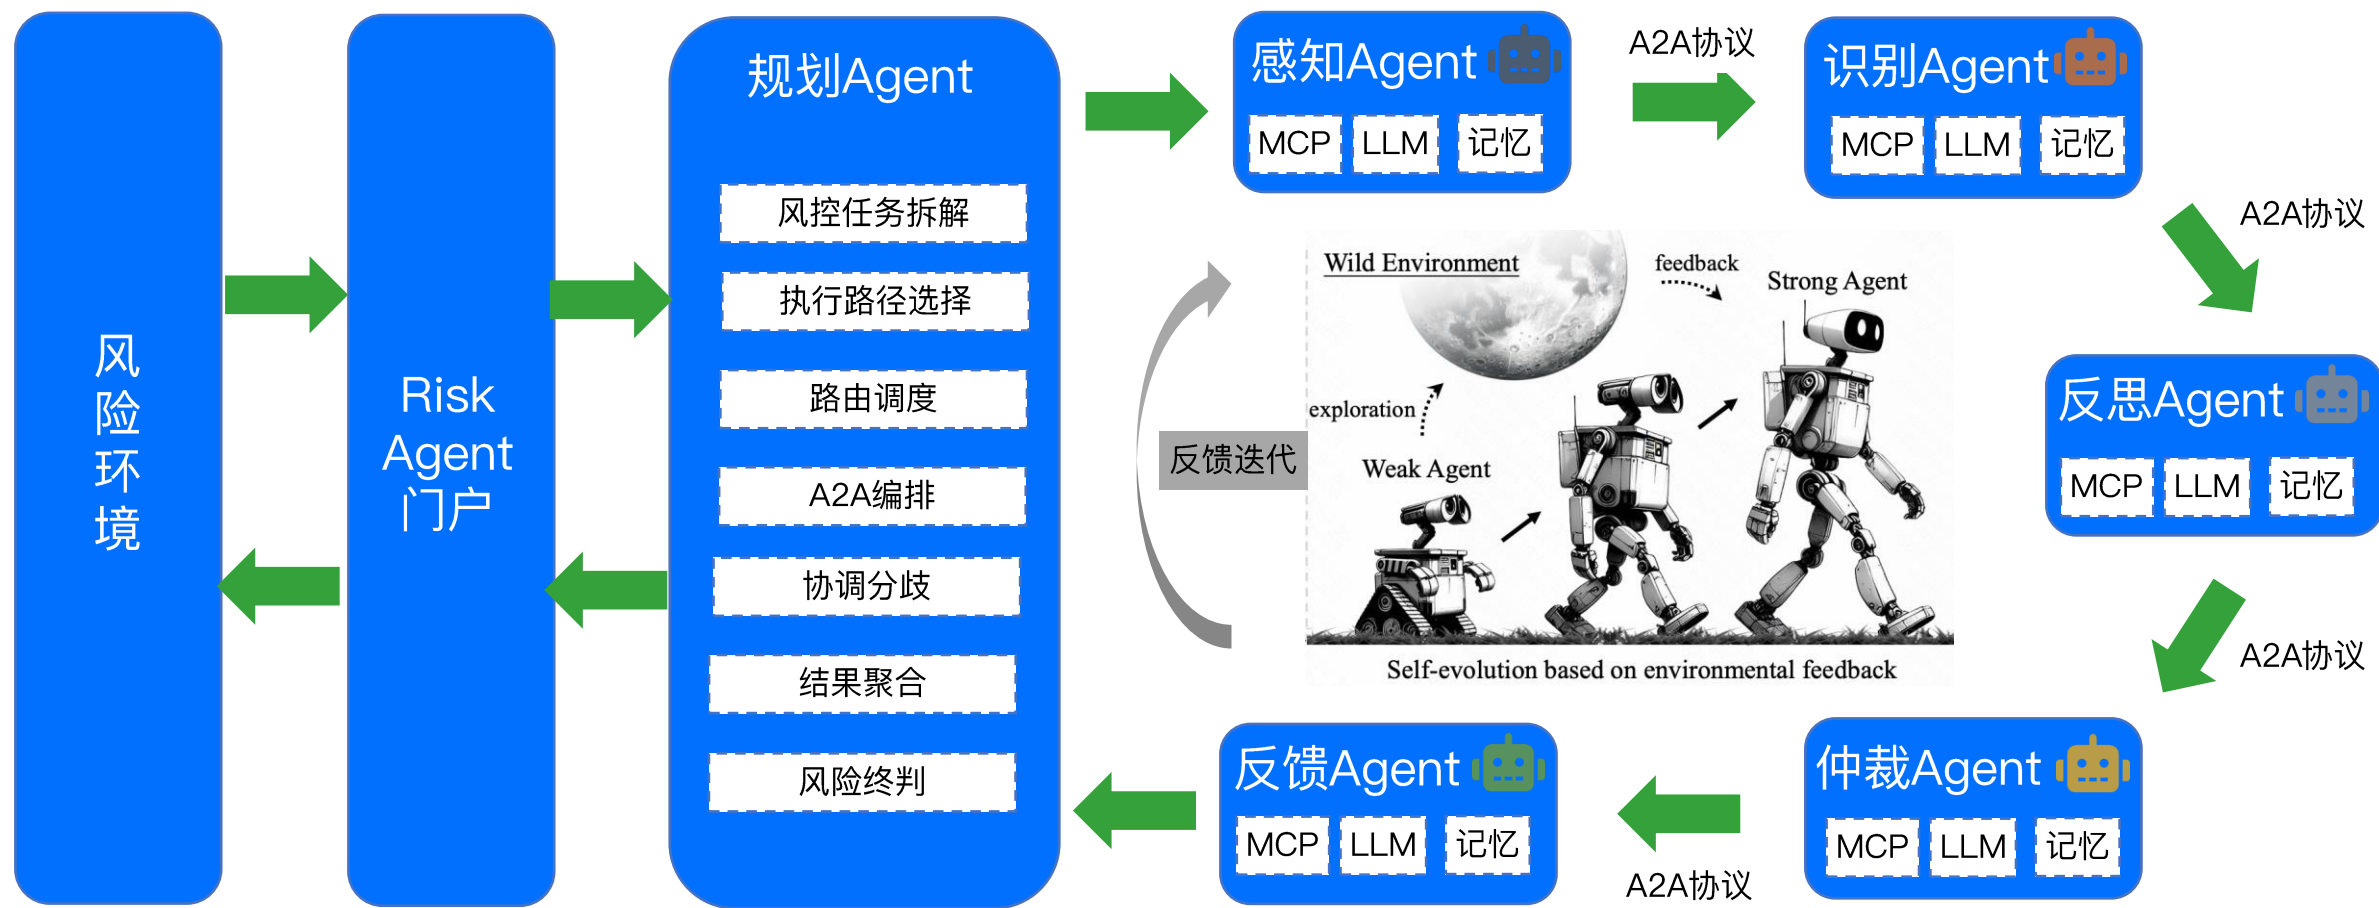 风
险
环
境
Risk
Agent
门户
规划Agent
风控任务拆解
执行路径选择
路由调度
A2A编排
协调分歧
结果聚合
风险终判
感知Agent
MCP
LLM
记忆
A2A协议
识别Agent
MCP
LLM
记忆
A2A协议
反思Agent
MCP
LLM
记忆
A2A协议
仲裁Agent
MCP
LLM
记忆
A2A协议
反馈Agent
MCP
LLM
记忆
反馈迭代
Wild Environment
feedback
Strong Agent
exploration
Weak Agent
Self-evolution based on environmental feedback